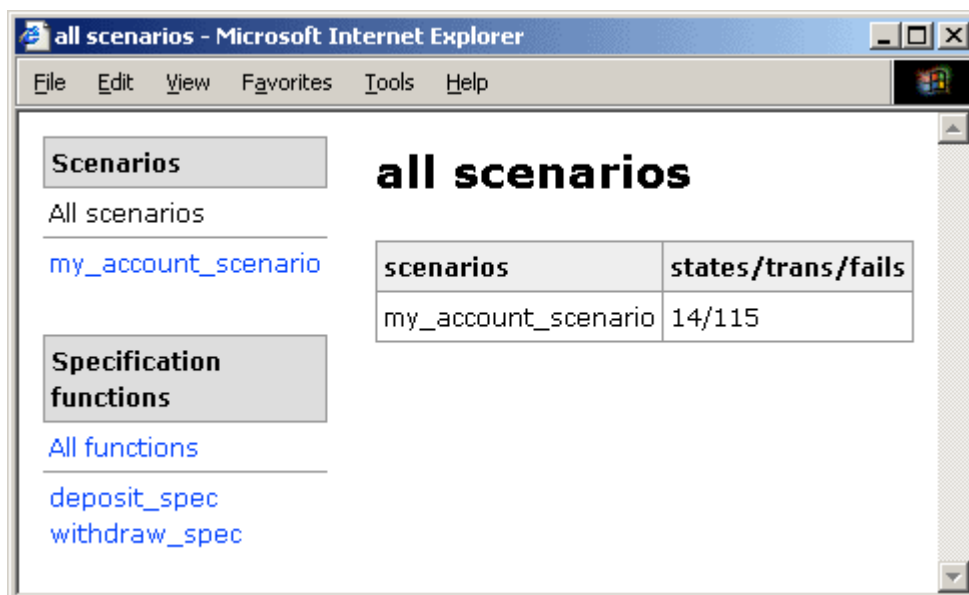 all scenarios - Microsoft Internet Explorer
File Edit View Favorites Tools Help
Scenarios
All scenarios
my_account_scenario
Specification
functions
All functions
deposit_spec
withdraw_spec
all scenarios
scenarios states/trans/fails
my_account_scenario 14/115